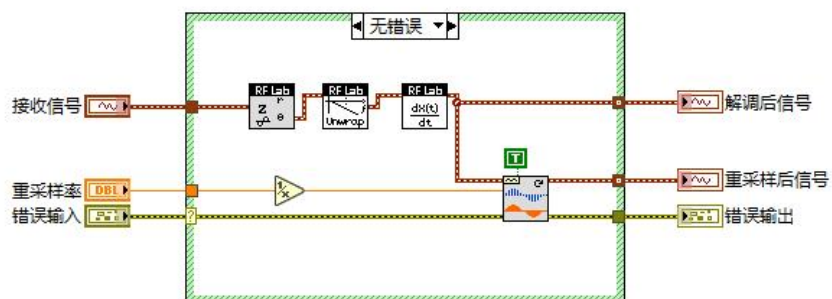 无错误
接收信号
RF Lab
Z
r
θ
RF Lab
Unwrap
RF Lab
dX(t)
dt
解调后信号
T
重采样后信号
重采样率
DBL
1
x
错误输入
?
错误输出